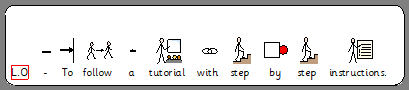 L.O - To follow a tutorial with step by step instructions.